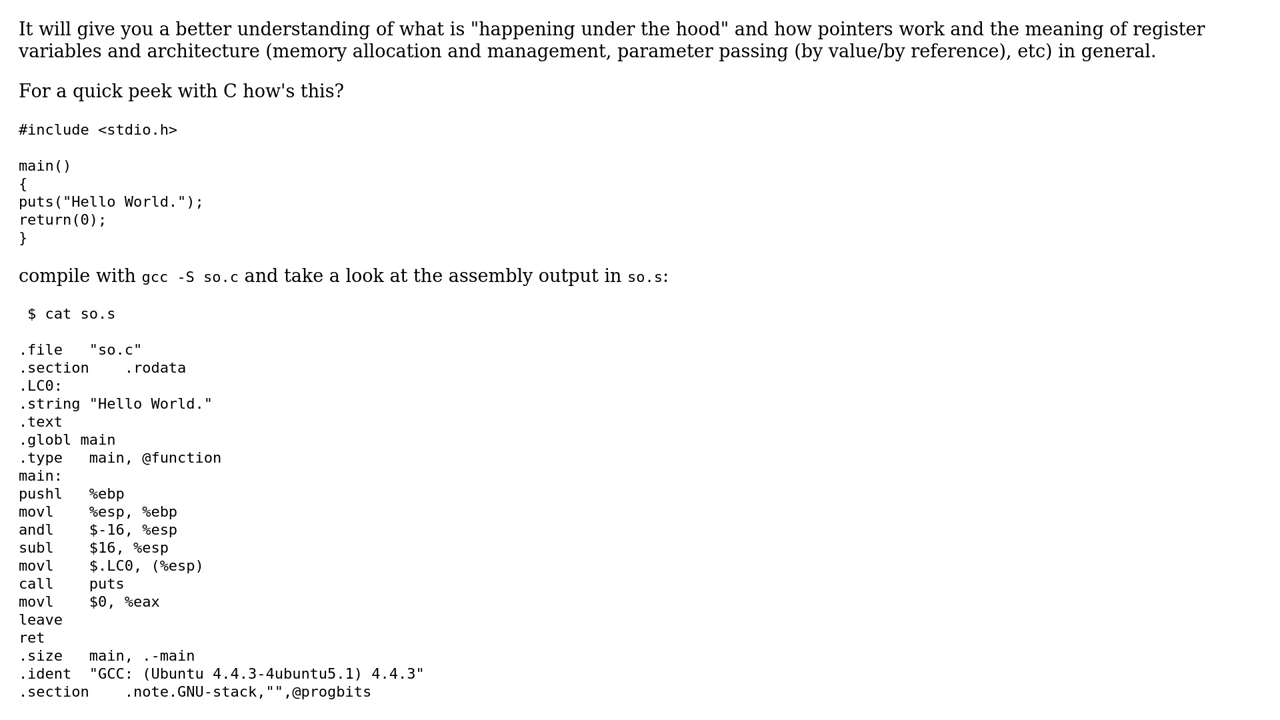 It will give you a better understanding of what is "happening under the hood" and how pointers work and the meaning of register
variables and architecture (memory allocation and management, parameter passing (by value/by reference), etc) in general.
For a quick peek with C how's this?
#include <stdio.h>
main()
{
puts("Hello World.");
return(0);
}
compile with gcc -S so.c and take a look at the assembly output in so.s:
$ cat so.s
.file   "so.c"
.section    .rodata
.LC0:
.string "Hello World."
.text
.globl main
.type   main, @function
main:
pushl   %ebp
movl    %esp, %ebp
andl    $-16, %esp
subl    $16, %esp
movl    $.LC0, (%esp)
call    puts
movl    $0, %eax
leave
ret
.size   main, .-main
.ident  "GCC: (Ubuntu 4.4.3-4ubuntu5.1) 4.4.3"
.section    .note.GNU-stack,"",@progbits